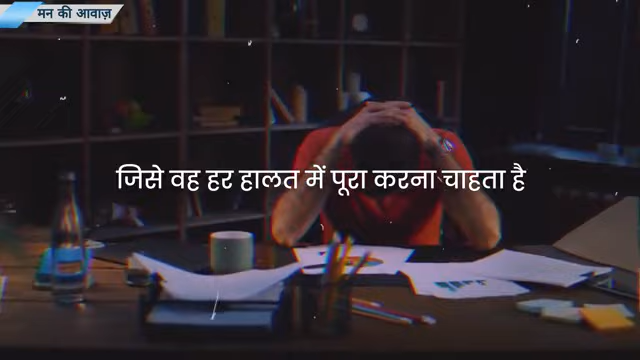 मन की आवाज़
जिसे वह हर हालत में पूरा करना चाहता है